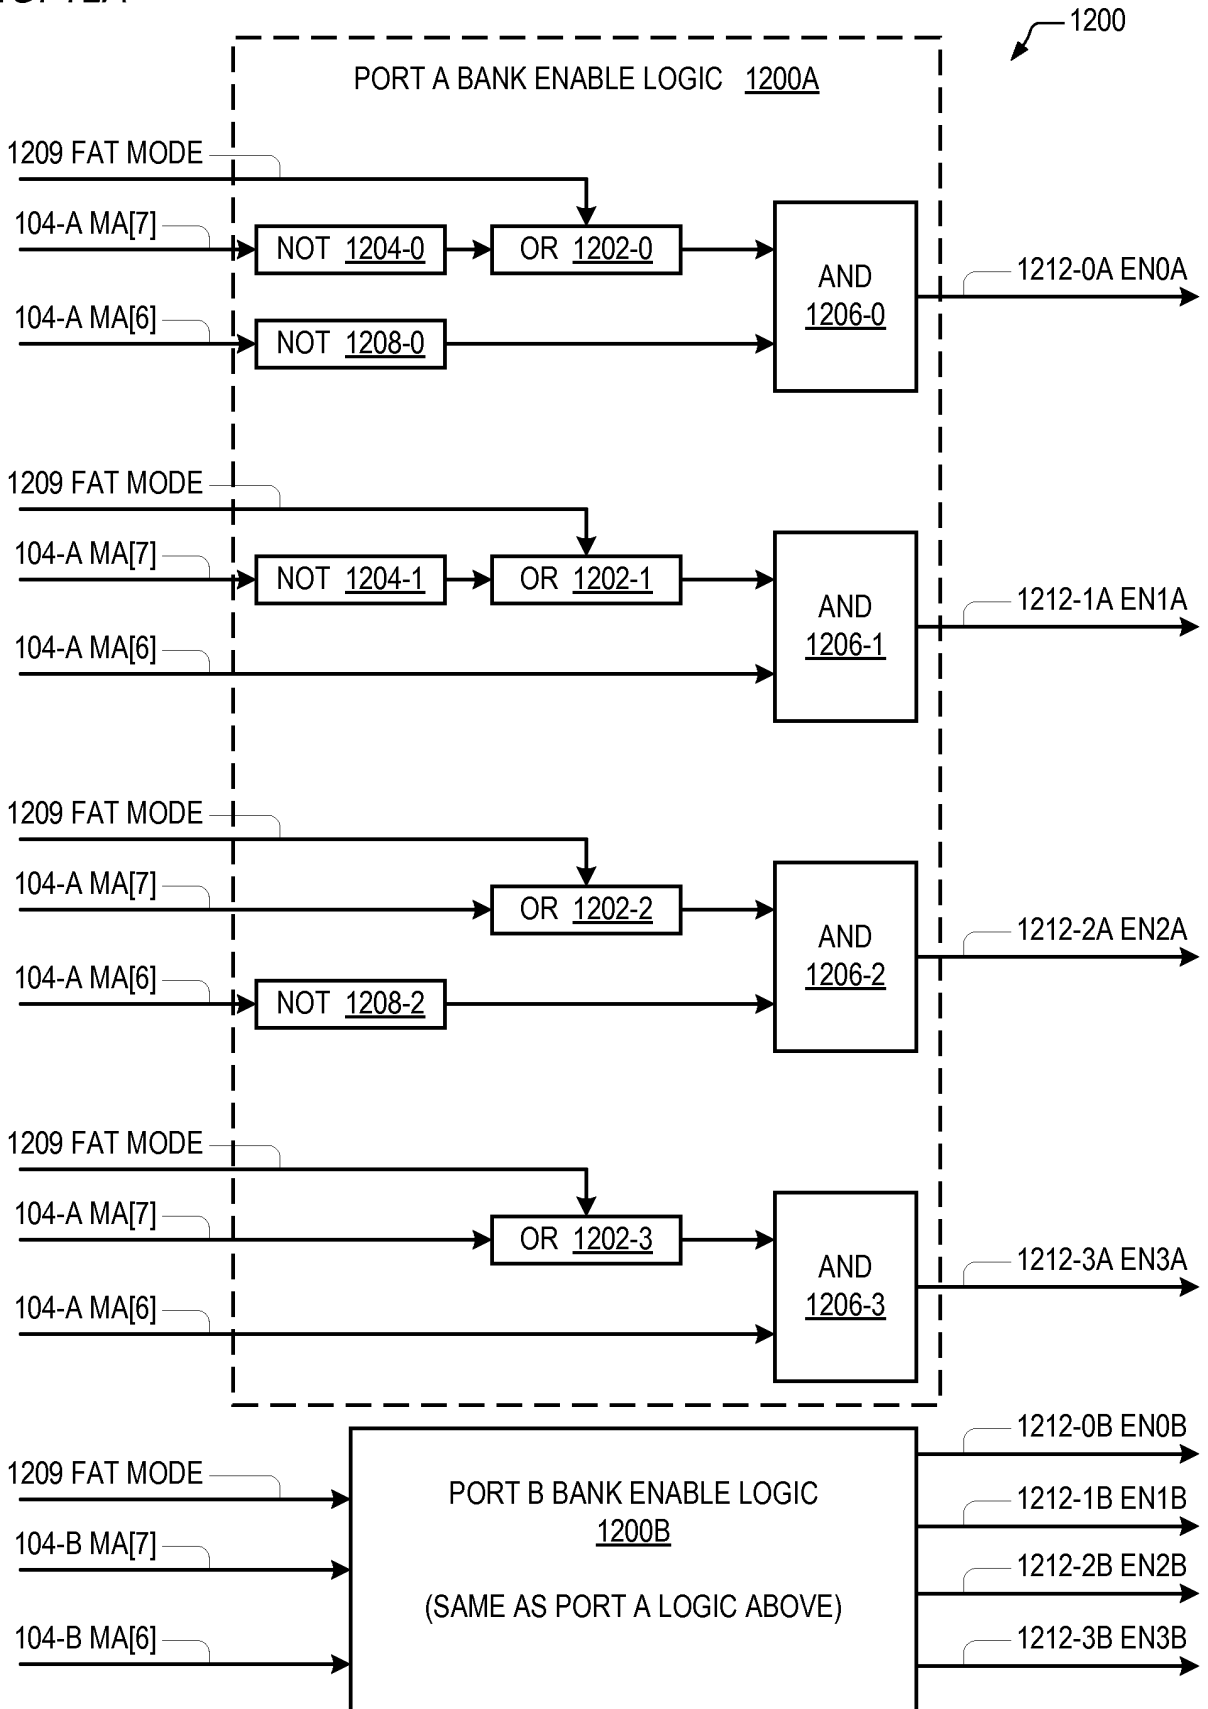 1200
PORT A BANK ENABLE LOGIC 1200A
1209 FAT MODE
104-A MA[7]
NOT 1204-0
OR 1202-0
104-A MA[6]
NOT 1208-0
AND
1206-0
1212-0A EN0A
1209 FAT MODE
104-A MA[7]
NOT 1204-1
OR 1202-1
104-A MA[6]
AND
1206-1
1212-1A EN1A
1209 FAT MODE
104-A MA[7]
OR 1202-2
104-A MA[6]
NOT 1208-2
AND
1206-2
1212-2A EN2A
1209 FAT MODE
104-A MA[7]
OR 1202-3
104-A MA[6]
AND
1206-3
1212-3A EN3A
1209 FAT MODE
104-B MA[7]
104-B MA[6]
PORT B BANK ENABLE LOGIC
1200B
(SAME AS PORT A LOGIC ABOVE)
1212-0B EN0B
1212-1B EN1B
1212-2B EN2B
1212-3B EN3B